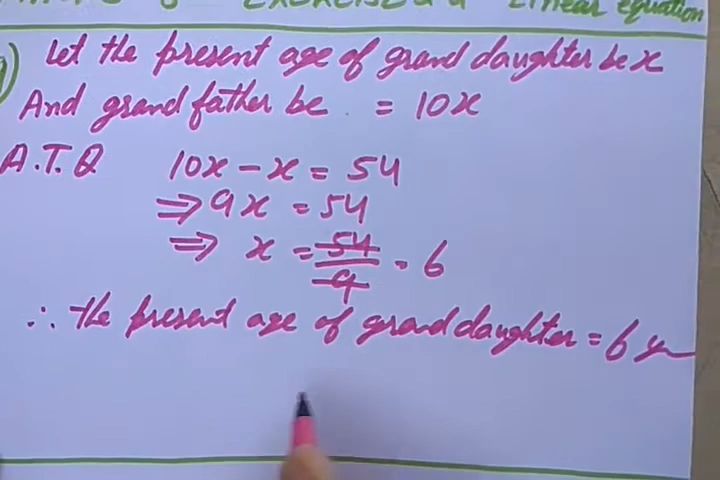 Linear equation
Let the present age of grand daughter be x
And grand father be = 10x
A.T.Q 10x - x = 54
⇒ 9x = 54
⇒ x = 54/9 = 6
∴ the present age of grand daughter = 6 yr